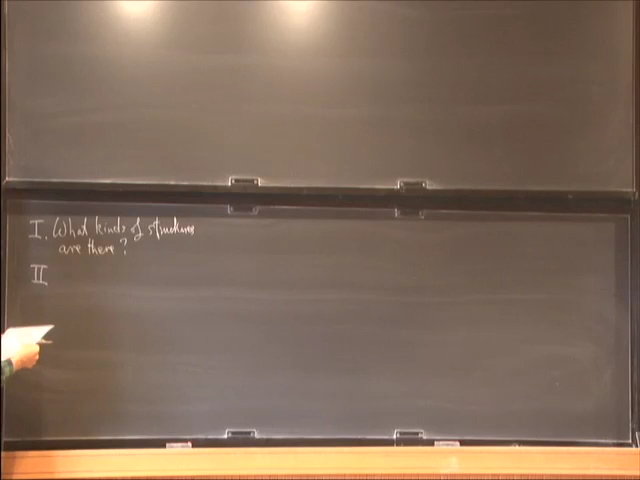 I. What kinds of structures
are there?
II